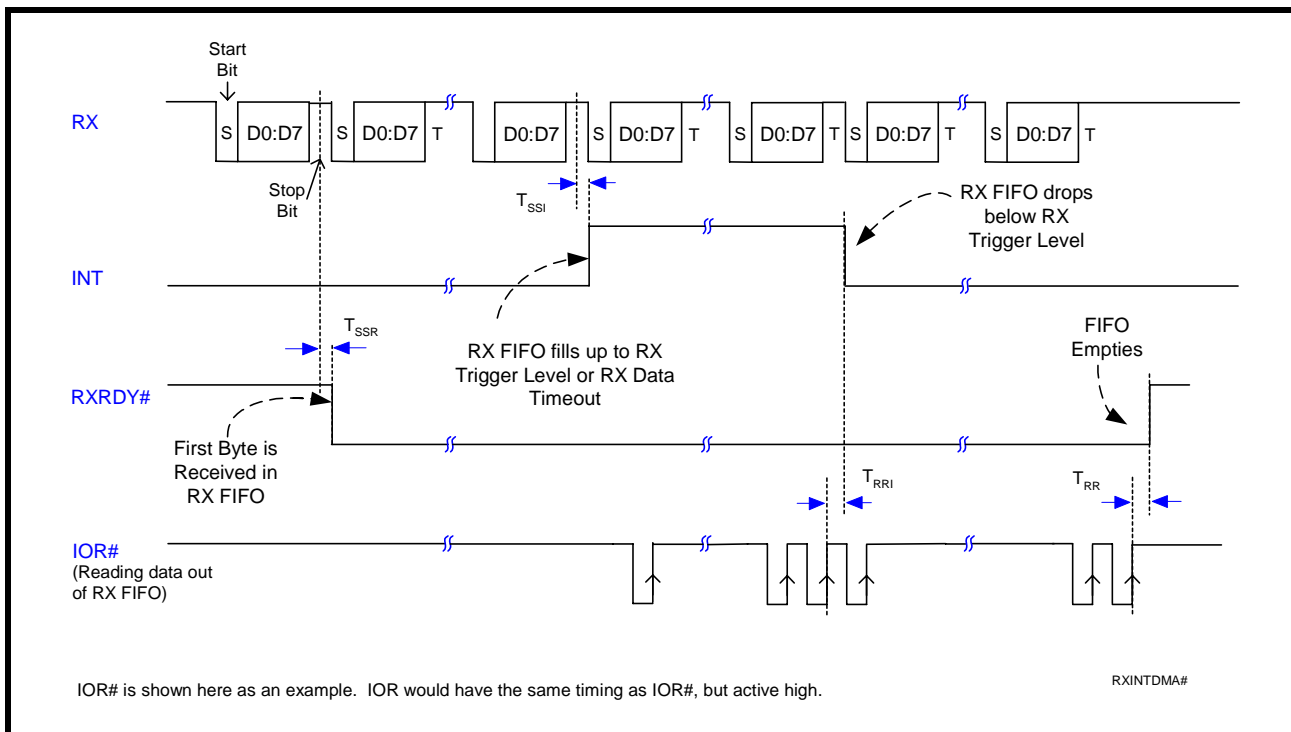 Start
Bit
RX
S D0:D7 S D0:D7 T D0:D7 S D0:D7 T S D0:D7 T S D0:D7 T S D0:D7 T
Stop
Bit
TSSI
RX FIFO drops
below RX
Trigger Level
INT
TSSR
RX FIFO fills up to RX
Trigger Level or RX Data
Timeout
FIFO
Empties
RXRDY#
First Byte is
Received in
RX FIFO
TRRI
TRR
IOR#
(Reading data out
of RX FIFO)
IOR# is shown here as an example. IOR would have the same timing as IOR#, but active high.
RXINTDMA#